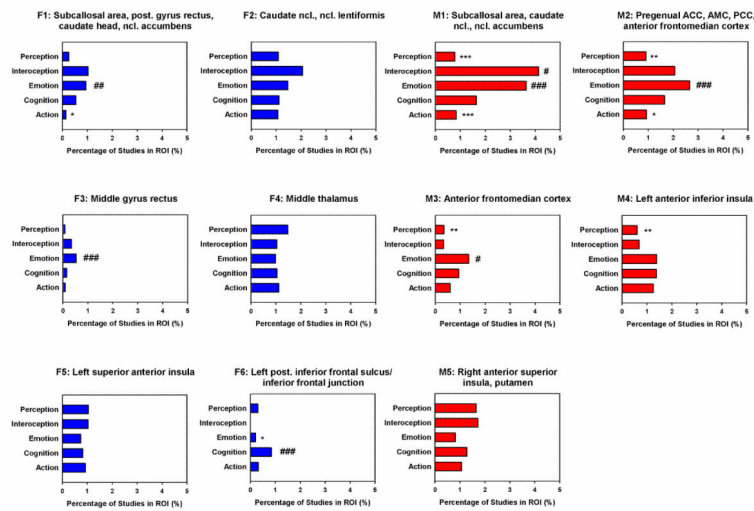 F1: Subcallosal area, post. gyrus rectus,
caudate head, ncl. accumbens
Perception
Interoception
Emotion ##
Cognition
Action *
0 1 2 3 4 5
Percentage of Studies in ROI (%)
F2: Caudate ncl., ncl. lentiformis
Perception
Interoception
Emotion
Cognition
Action
0 1 2 3 4 5
Percentage of Studies in ROI (%)
M1: Subcallosal area, caudate
ncl., ncl. accumbens
Perception ***
Interoception #
Emotion ###
Cognition
Action ***
0 1 2 3 4 5
Percentage of Studies in ROI (%)
M2: Pregenual ACC, AMC, PCC,
anterior frontomedian cortex
Perception **
Interoception
Emotion ###
Cognition
Action *
0 1 2 3 4 5
Percentage of Studies in ROI (%)
F3: Middle gyrus rectus
Perception
Interoception
Emotion ###
Cognition
Action
0 1 2 3 4 5
Percentage of Studies in ROI (%)
F4: Middle thalamus
Perception
Interoception
Emotion
Cognition
Action
0 1 2 3 4 5
Percentage of Studies in ROI (%)
M3: Anterior frontomedian cortex
Perception **
Interoception
Emotion #
Cognition
Action
0 1 2 3 4 5
Percentage of Studies in ROI (%)
M4: Left anterior inferior insula
Perception **
Interoception
Emotion
Cognition
Action
0 1 2 3 4 5
Percentage of Studies in ROI (%)
F5: Left superior anterior insula
Perception
Interoception
Emotion
Cognition
Action
0 1 2 3 4 5
Percentage of Studies in ROI (%)
F6: Left post. inferior frontal sulcus/
inferior frontal junction
Perception
Interoception
Emotion *
Cognition ###
Action
0 1 2 3 4 5
Percentage of Studies in ROI (%)
M5: Right anterior superior
insula, putamen
Perception
Interoception
Emotion
Cognition
Action
0 1 2 3 4 5
Percentage of Studies in ROI (%)